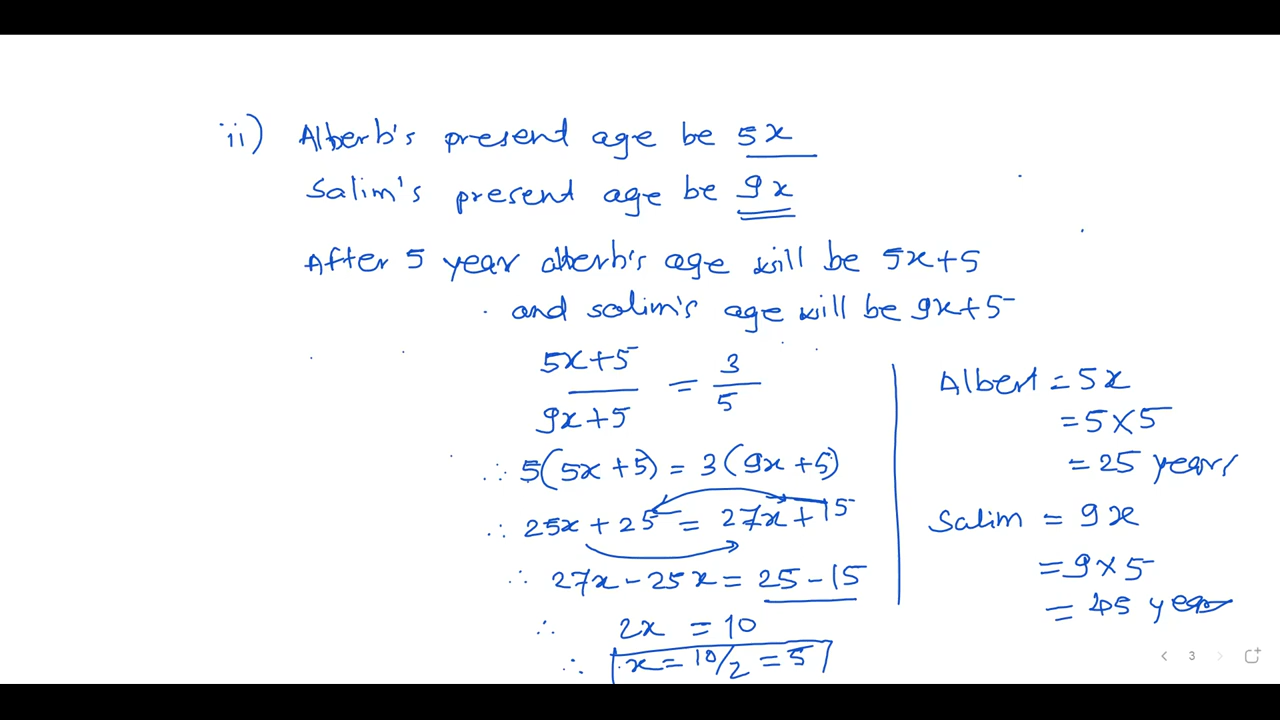 ii) Alberb's present age be 5x
Salim's present age be 9x
After 5 year alterb's age will be 5x+5
and salim's age will be 9x+5
5x+5
9x+5
= 3
5
∴ 5(5x+5) = 3(9x+5)
∴ 25x+25 = 27x+15
∴ 27x-25x = 25-15
∴ 2x = 10
∴ x = 10/2 = 5
Albert = 5x
= 5×5
= 25 years
Salim = 9x
= 9×5
= 45 year
3